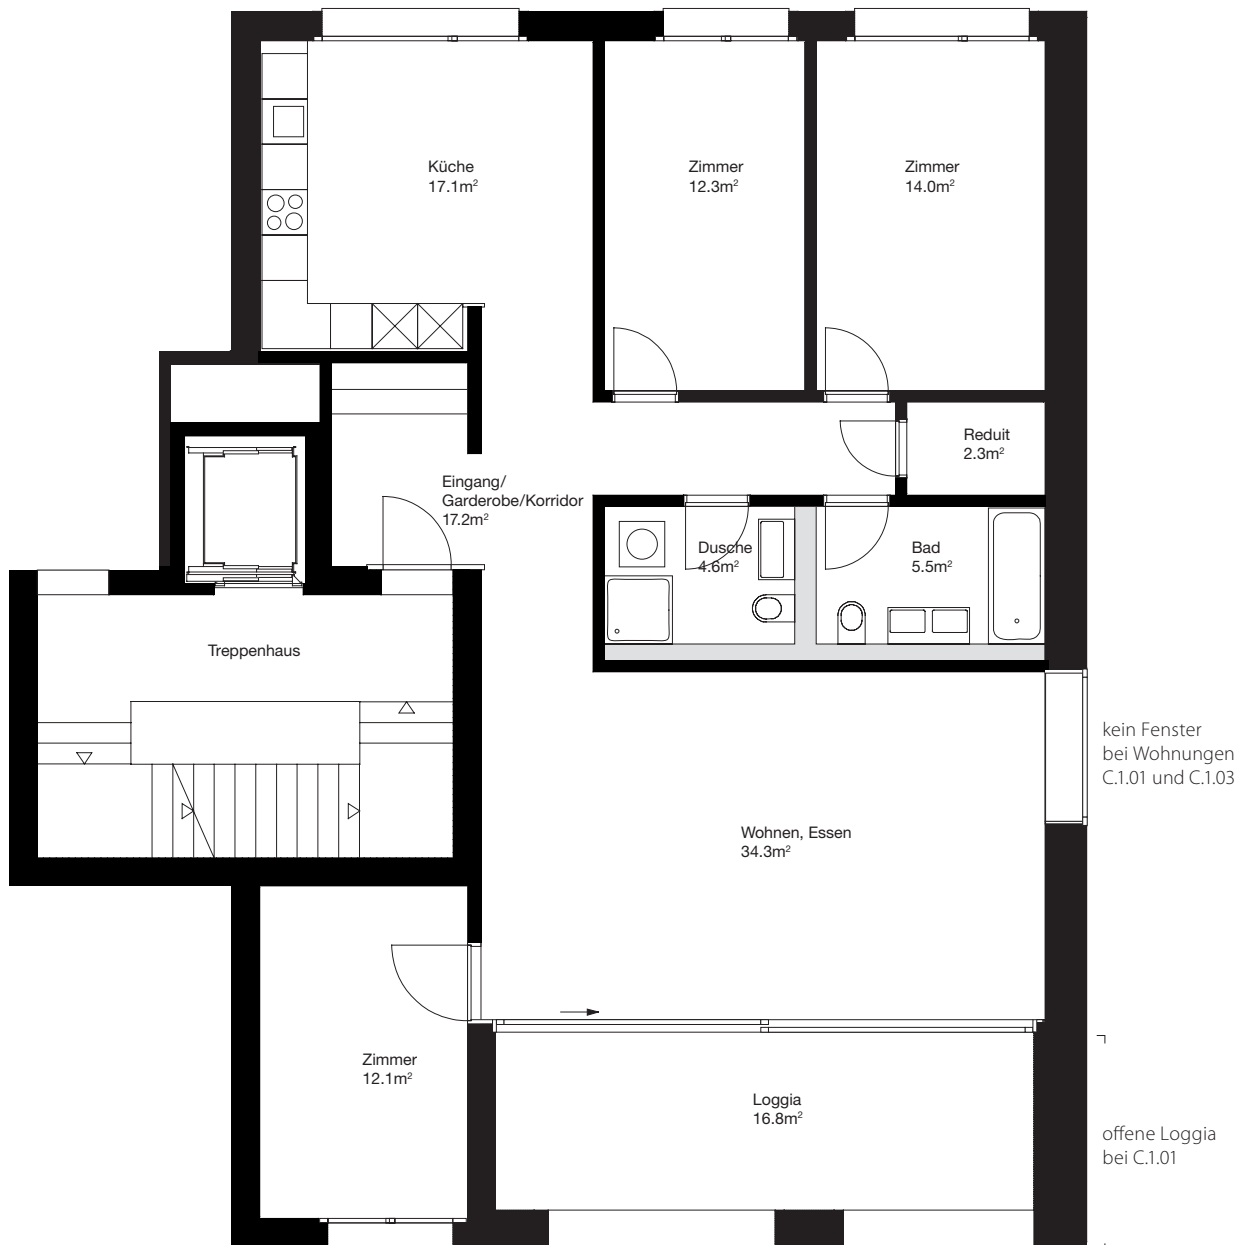 Küche
17.1m²
Zimmer
12.3m²
Zimmer
14.0m²
Reduit
2.3m²
Eingang/
Garderobe/Korridor
17.2m²
Dusche
4.6m²
Bad
5.5m²
Treppenhaus
kein Fenster
bei Wohnungen
C.1.01 und C.1.03
Wohnen, Essen
34.3m²
Zimmer
12.1m²
Loggia
16.8m²
offene Loggia
bei C.1.01